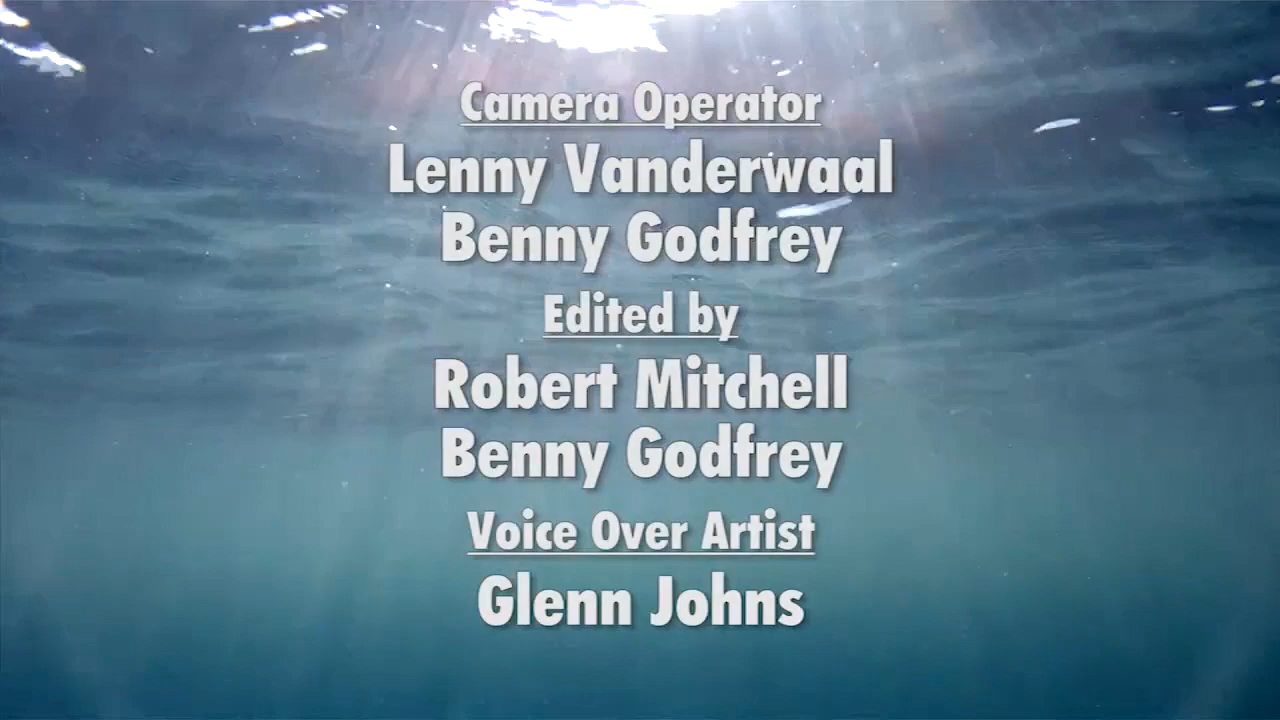 Camera Operator
Lenny Vanderwaal
Benny Godfrey
Edited by
Robert Mitchell
Benny Godfrey
Voice Over Artist
Glenn Johns